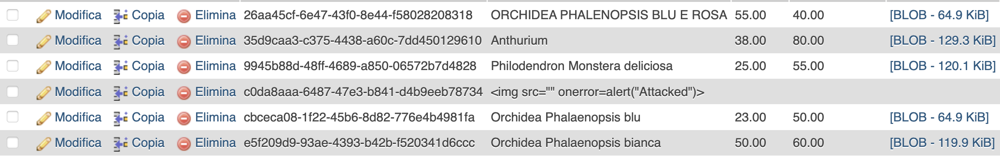 Modifica Copia Elimina 26aa45cf-6e47-43f0-8e44-f58028208318 ORCHIDEA PHALENOPSIS BLU E ROSA 55.00 40.00 [BLOB - 64.9 KiB]
Modifica Copia Elimina 35d9caa3-c375-4438-a60c-7dd450129610 Anthurium 38.00 80.00 [BLOB - 129.3 KiB]
Modifica Copia Elimina 9945b88d-48ff-4689-a850-06572b7d4828 Philodendron Monstera deliciosa 25.00 55.00 [BLOB - 120.1 KiB]
Modifica Copia Elimina c0da8aaa-6487-47e3-b841-d4b9eeb78734 <img src="" onerror=alert("Attacked")>
Modifica Copia Elimina cbceca08-1f22-45b6-8d82-776e4b4981fa Orchidea Phalaenopsis blu 23.00 50.00 [BLOB - 64.9 KiB]
Modifica Copia Elimina e5f209d9-93ae-4393-b42b-f520341d6ccc Orchidea Phalaenopsis bianca 50.00 60.00 [BLOB - 119.9 KiB]